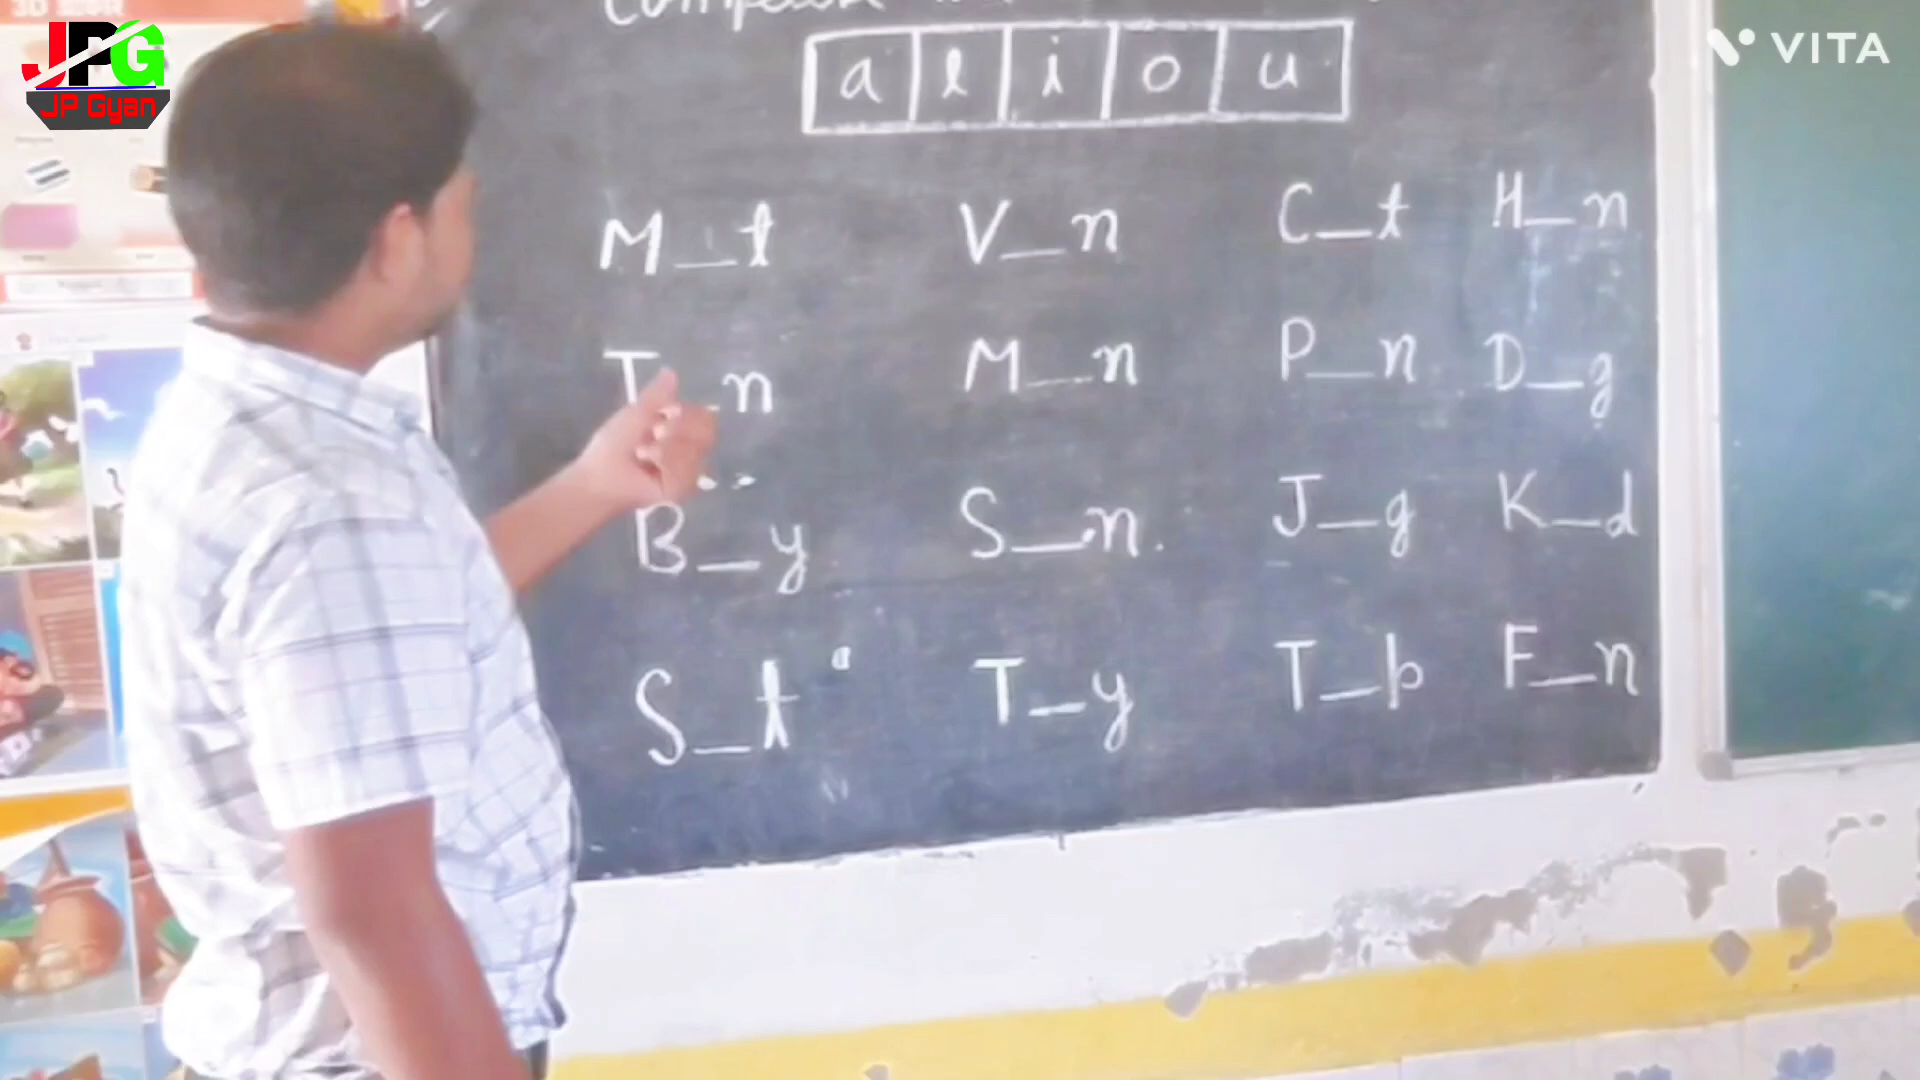 JPG
JP Gyan
VITA
a e i o u
M_t V_n C_t H_n
T_n M_n P_n D_g
B_y S_n. J_g K_d
S_t T_y T_p F_n